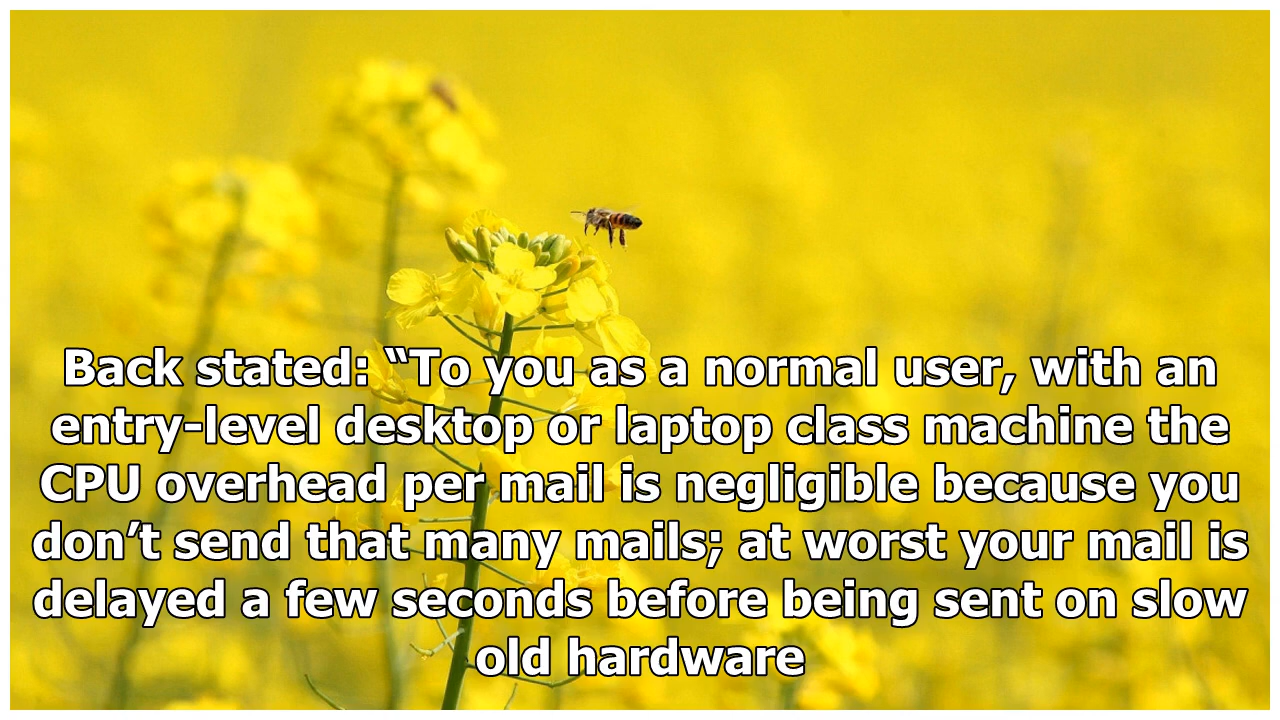 Back stated: “To you as a normal user, with an
entry-level desktop or laptop class machine the
CPU overhead per mail is negligible because you
don’t send that many mails; at worst your mail is
delayed a few seconds before being sent on slow
old hardware